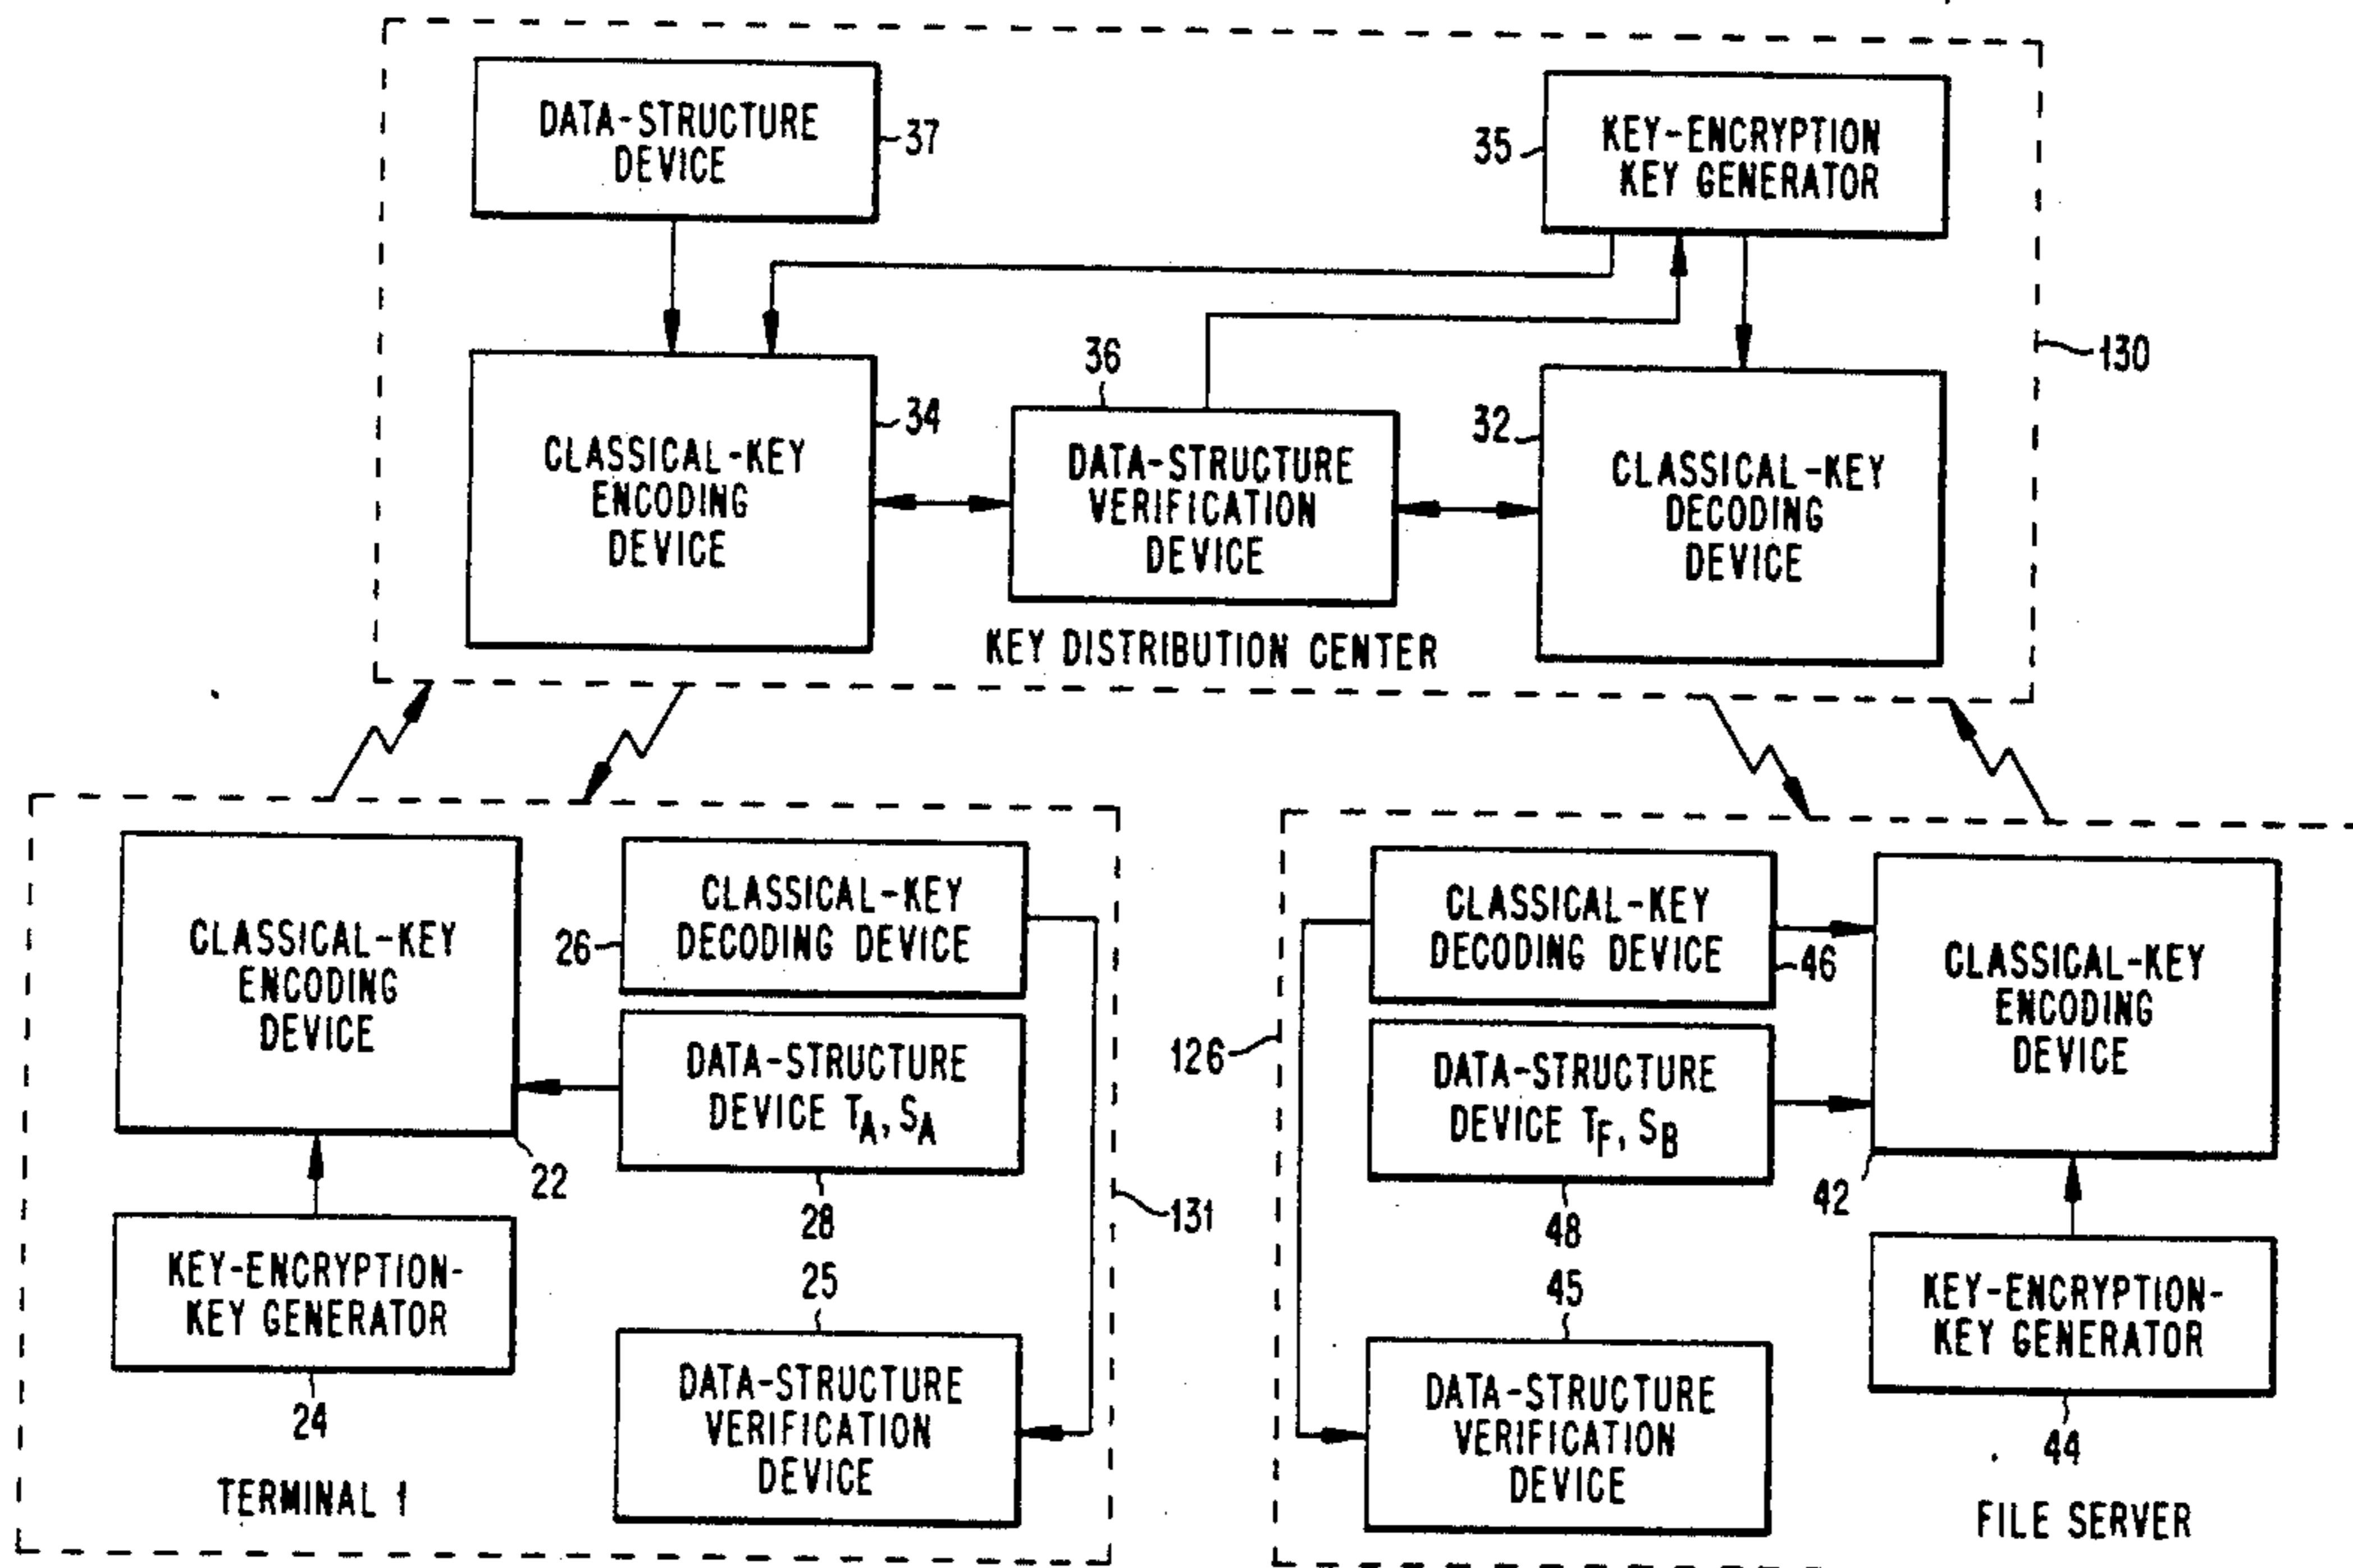 DATA-STRUCTURE
DEVICE
37
35
KEY-ENCRYPTION
KEY GENERATOR
130
CLASSICAL-KEY
ENCODING
DEVICE
34
36
DATA-STRUCTURE
VERIFICATION
DEVICE
32
CLASSICAL-KEY
DECODING
DEVICE
KEY DISTRIBUTION CENTER
CLASSICAL-KEY
ENCODING
DEVICE
22
26
CLASSICAL-KEY
DECODING DEVICE
DATA-STRUCTURE
DEVICE TA, SA
28
131
KEY-ENCRYPTION-
KEY GENERATOR
24
25
DATA-STRUCTURE
VERIFICATION
DEVICE
TERMINAL 1
126
CLASSICAL-KEY
DECODING DEVICE
46
DATA-STRUCTURE
DEVICE TF, SB
48
CLASSICAL-KEY
ENCODING
DEVICE
42
45
DATA-STRUCTURE
VERIFICATION
DEVICE
KEY-ENCRYPTION-
KEY GENERATOR
44
FILE SERVER